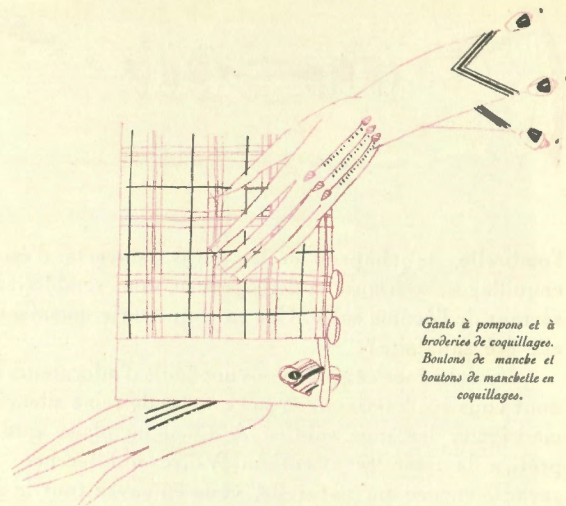 Gants à pompons et à
broderies de coquillages.
Boutons de manche et
boutons de manchette en
coquillages.